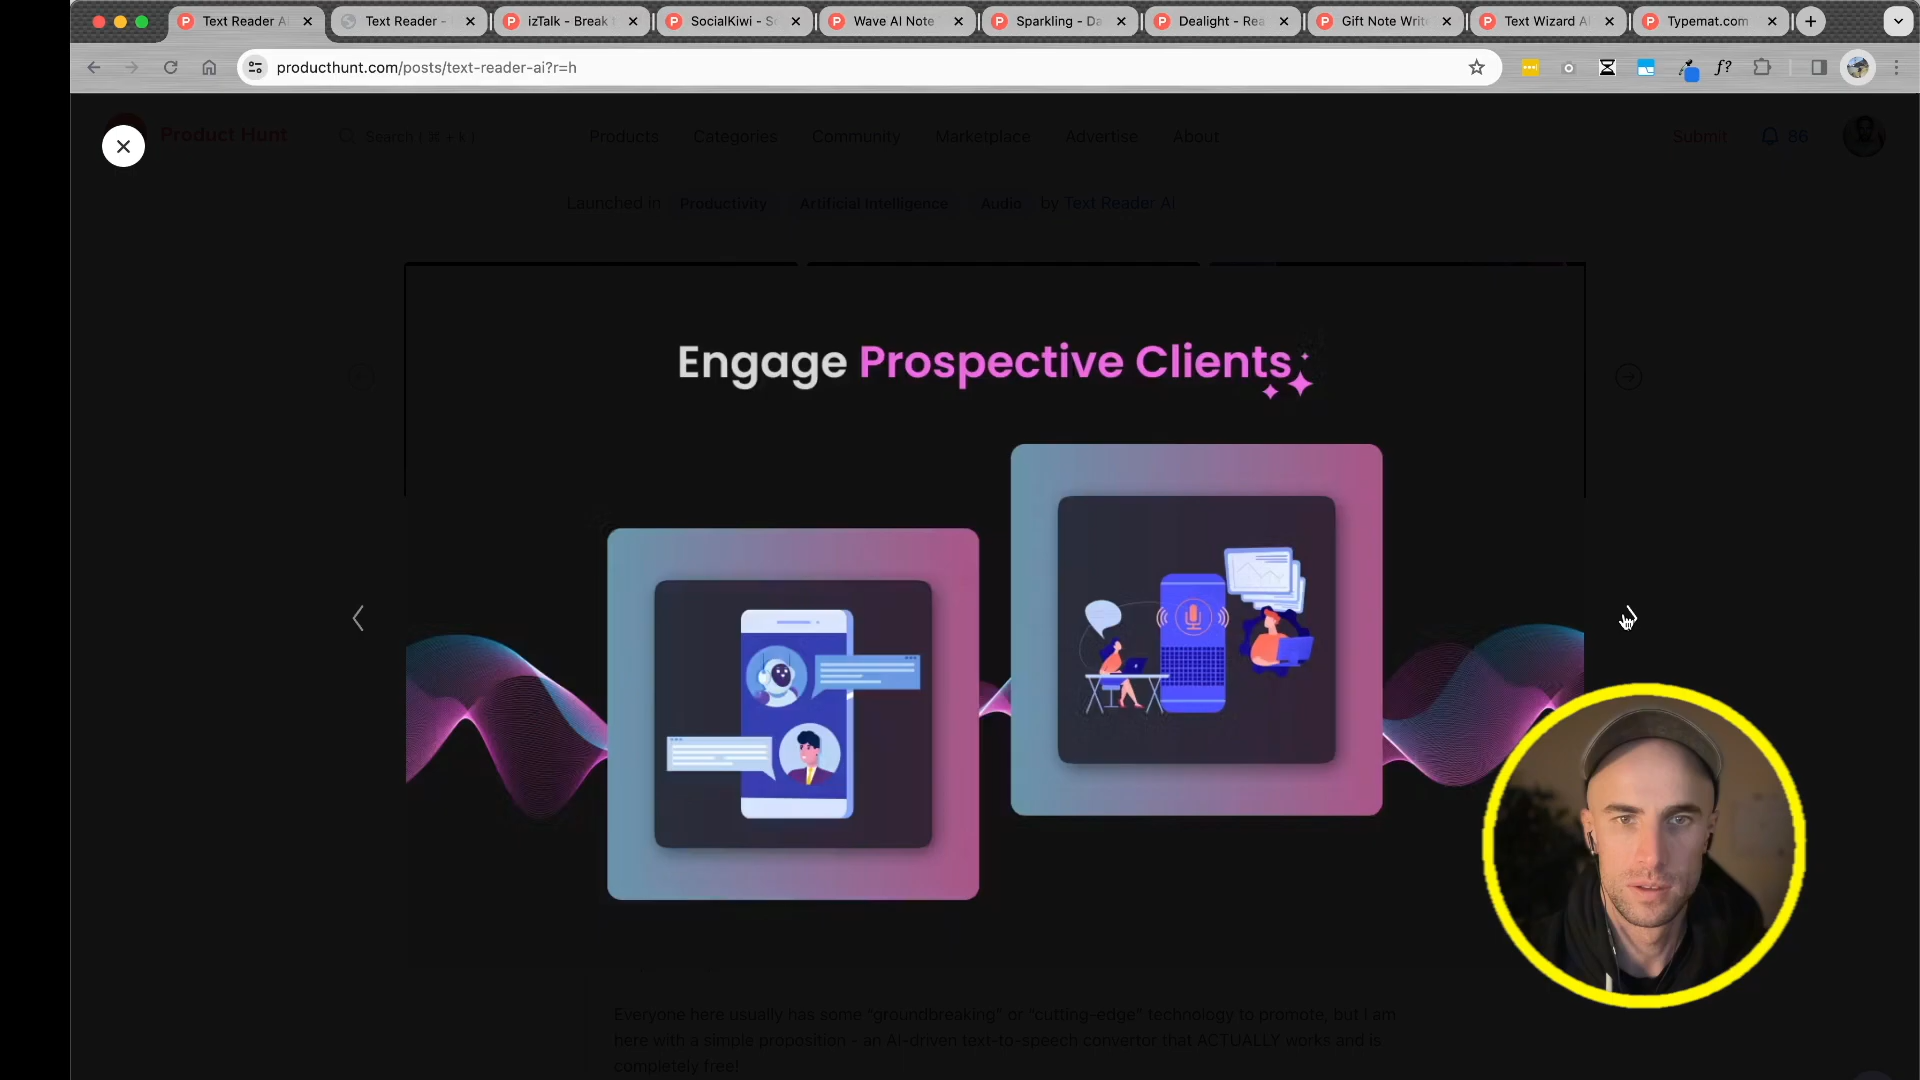 Text Reader A
Text Reader -
izTalk - Break t
SocialKiwi - S
Wave AI Note
Sparkling - Da
Dealight - Rea
Gift Note Write
Text Wizard AI
Typemat.com
producthunt.com/posts/text-reader-ai?r=h
f?
Product Hunt
Search ( ⌘ + k )
Products
Categories
Community
Marketplace
Advertise
About
Submit
86
Launched in Productivity Artificial Intelligence Audio by Text Reader AI
Engage Prospective Clients
Everyone here usually has some "groundbreaking" or "cutting-edge" technology to promote, but I am
here with a simple proposition - an AI-driven text-to-speech convertor that ACTUALLY works and is
completely free!